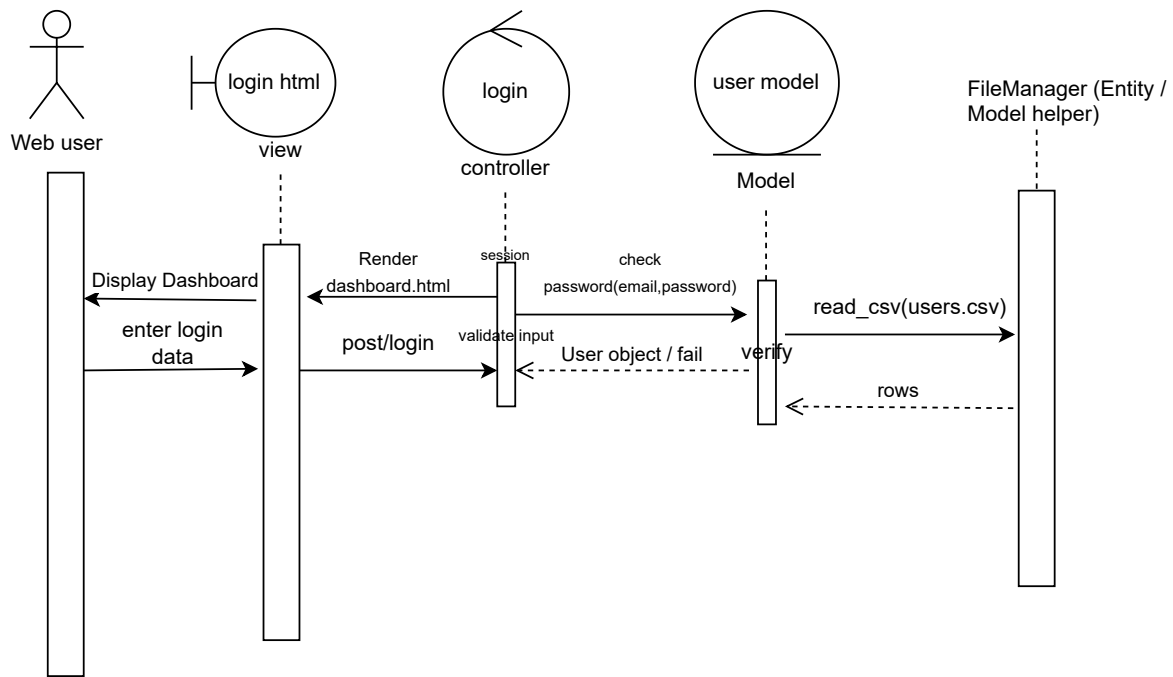 login html
login
user model
FileManager (Entity /
Model helper)
Web user
view
controller
Model
Display Dashboard
Render
dashboard.html
session
check
password(email,password)
read_csv(users.csv)
enter login
data
post/login
validate input
User object / fail
verify
rows